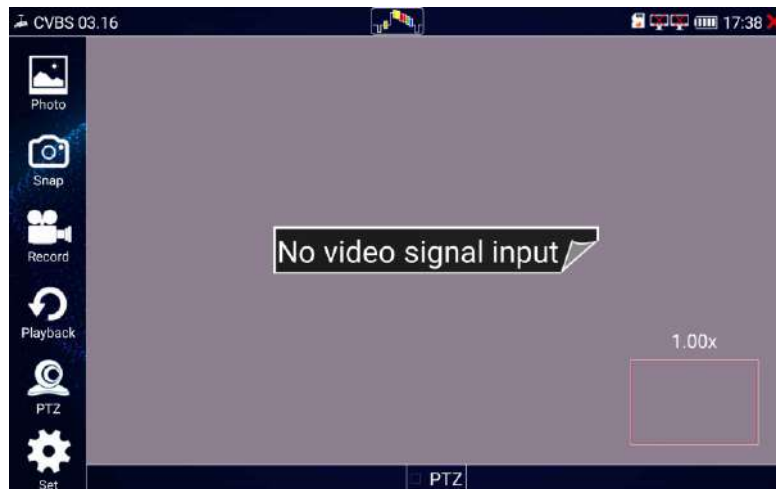 CVBS 03.16
17:38
Photo
Snap
Record
Playback
PTZ
Set
No video signal input
1.00x
PTZ